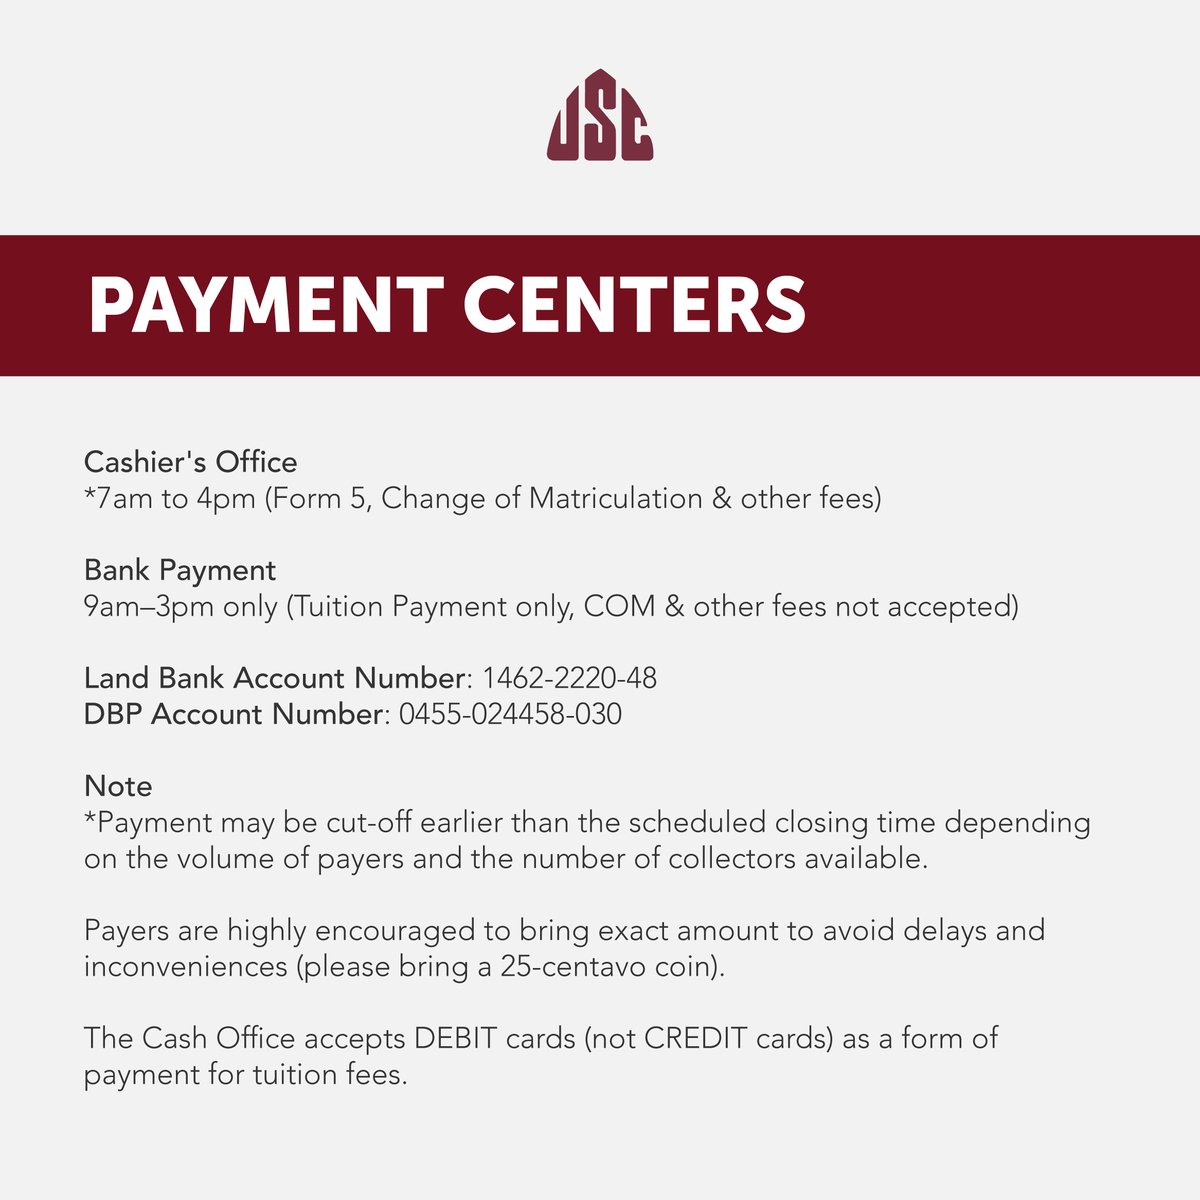 USC
PAYMENT CENTERS
Cashier's Office
*7am to 4pm (Form 5, Change of Matriculation & other fees)
Bank Payment
9am–3pm only (Tuition Payment only, COM & other fees not accepted)
Land Bank Account Number: 1462-2220-48
DBP Account Number: 0455-024458-030
Note
*Payment may be cut-off earlier than the scheduled closing time depending
on the volume of payers and the number of collectors available.
Payers are highly encouraged to bring exact amount to avoid delays and
inconveniences (please bring a 25-centavo coin).
The Cash Office accepts DEBIT cards (not CREDIT cards) as a form of
payment for tuition fees.